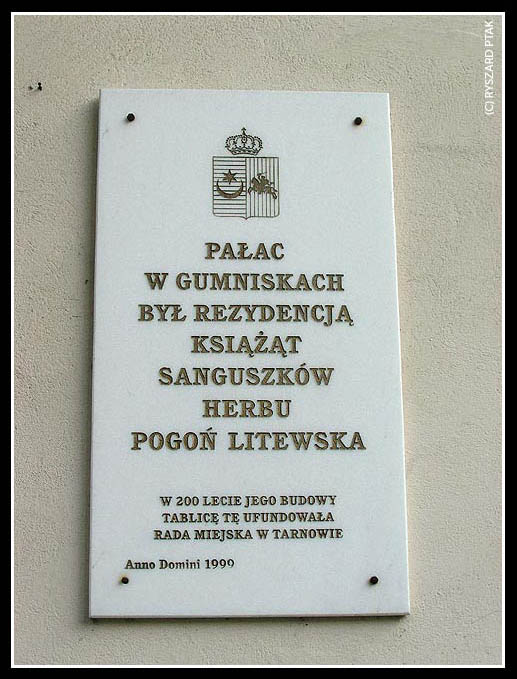 (C) RYSZARD PTAK
PAŁAC
W GUMNISKACH
BYŁ REZYDENCJĄ
KSIĄŻĄT
SANGUSZKÓW
HERBU
POGOŃ LITEWSKA
W 200 LECIE JEGO BUDOWY
TABLICĘ TĘ UFUNDOWAŁA
RADA MIEJSKA W TARNOWIE
Anno Domini 1999